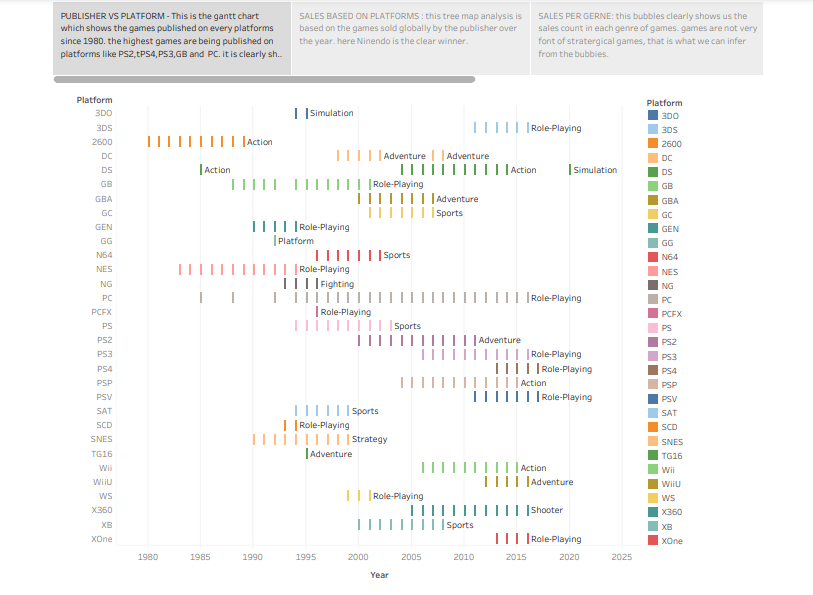 PUBLISHER VS PLATFORM - This is the gantt chart
which shows the games published on every platforms
since 1980. the highest games are being published on
platforms like PS2,tPS4,PS3,GB and PC. it is clearly sh..
SALES BASED ON PLATFORMS : this tree map analysis is
based on the games sold globally by the publisher over
the year. here Ninendo is the clear winner.
SALES PER GERNE: this bubbles clearly shows us the
sales count in each genre of games. games are not very
font of stratergical games, that is what we can infer
from the bubbies.
Platform
3DO Simulation
3DS Role-Playing
2600 Action
DC Adventure Adventure
DS Action Action Simulation
GB Role-Playing
GBA Adventure
GC Sports
GEN Role-Playing
GG Platform
N64 Sports
NES Role-Playing
NG Fighting
PC Role-Playing
PCFX Role-Playing
PS Sports
PS2 Adventure
PS3 Role-Playing
PS4 Role-Playing
PSP Action
PSV Role-Playing
SAT Sports
SCD Role-Playing
SNES Strategy
TG16 Adventure
Wii Action
WiiU Adventure
WS Role-Playing
X360 Shooter
XB Sports
XOne Role-Playing
1980 1985 1990 1995 2000 2005 2010 2015 2020 2025
Year
Platform
3DO
3DS
2600
DC
DS
GB
GBA
GC
GEN
GG
N64
NES
NG
PC
PCFX
PS
PS2
PS3
PS4
PSP
PSV
SAT
SCD
SNES
TG16
Wii
WiiU
WS
X360
XB
XOne